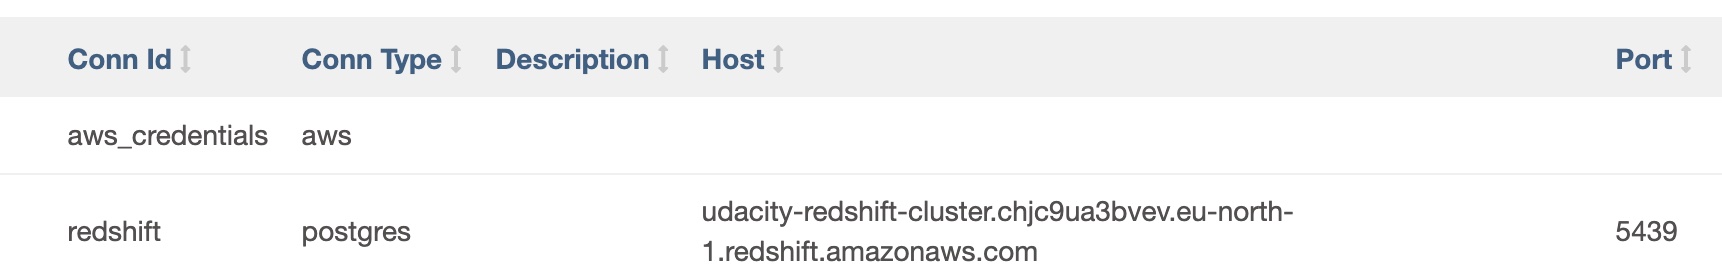 Conn Id Conn Type Description Host Port
aws_credentials aws
redshift postgres udacity-redshift-cluster.chjc9ua3bvev.eu-north-
1.redshift.amazonaws.com 5439